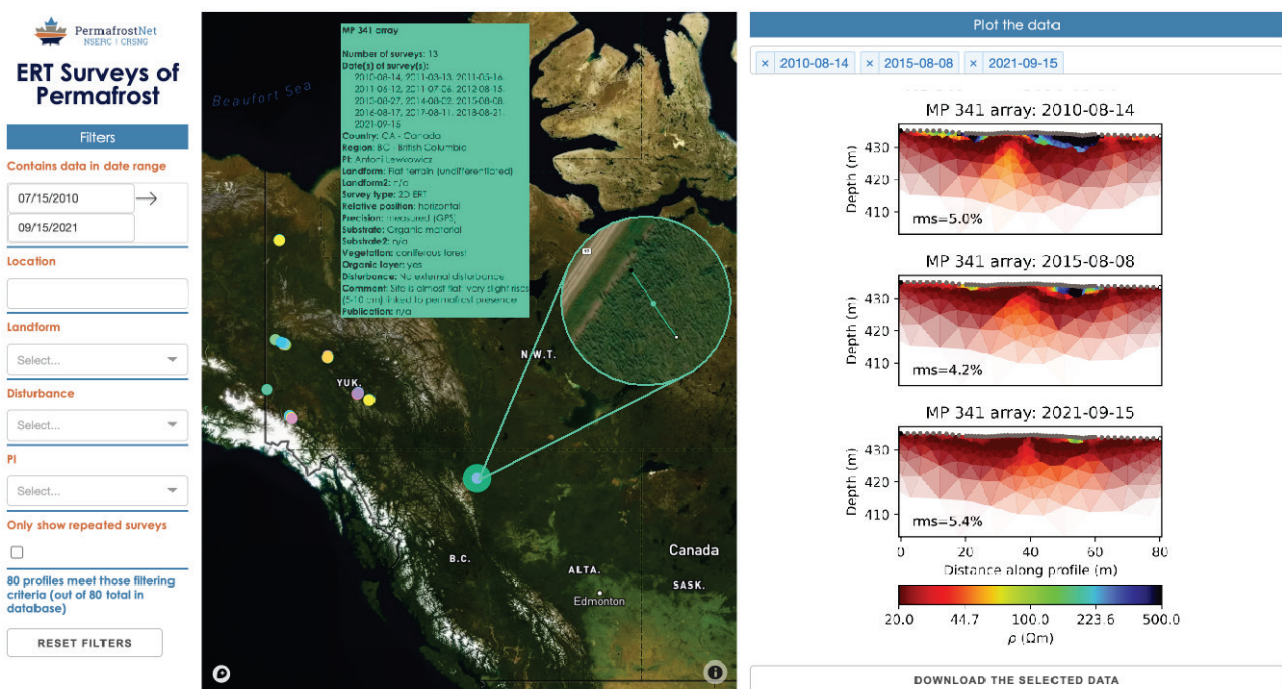 PermafrostNet
NSERC | CRSNG
ERT Surveys of
Permafrost
Filters
Contains data in date range
07/15/2010
09/15/2021
Location
Landform
Select...
Disturbance
Select...
PI
Select...
Only show repeated surveys
80 profiles meet those filtering
criteria (out of 80 total in
database)
RESET FILTERS
MP 341 array
Number of surveys: 13
Date(s) of survey(s):
2010-08-14, 2011-03-13, 2011-05-16,
2011-06-12, 2011-07-06, 2012-08-15,
2013-08-27, 2014-08-02, 2015-08-08,
2016-08-17, 2017-08-11, 2018-08-21,
2021-09-15
Country: CA - Canada
Region: BC - British Columbia
PI: Antoni Lewkowicz
Landform: Flat terrain (undifferentiated)
Landform2: n/a
Survey type: 2D ERT
Relative position: horizontal
Precision: measured (GPS)
Substrate: Organic material
Substrate2: n/a
Vegetation: coniferous forest
Organic layer: yes
Disturbance: No external disturbance
Comment: Site is almost flat; very slight rises
(5-10 cm) linked to permafrost presence
Publication: n/a
Beaufort Sea
N.W.T.
YUK.
B.C.
ALTA.
Edmonton
Canada
SASK.
Plot the data
× 2010-08-14 × 2015-08-08 × 2021-09-15
MP 341 array: 2010-08-14
Depth (m)
430
420
410
rms=5.0%
MP 341 array: 2015-08-08
Depth (m)
430
420
410
rms=4.2%
MP 341 array: 2021-09-15
Depth (m)
430
420
410
rms=5.4%
0 20 40 60 80
Distance along profile (m)
20.0 44.7 100.0 223.6 500.0
ρ (Ωm)
DOWNLOAD THE SELECTED DATA